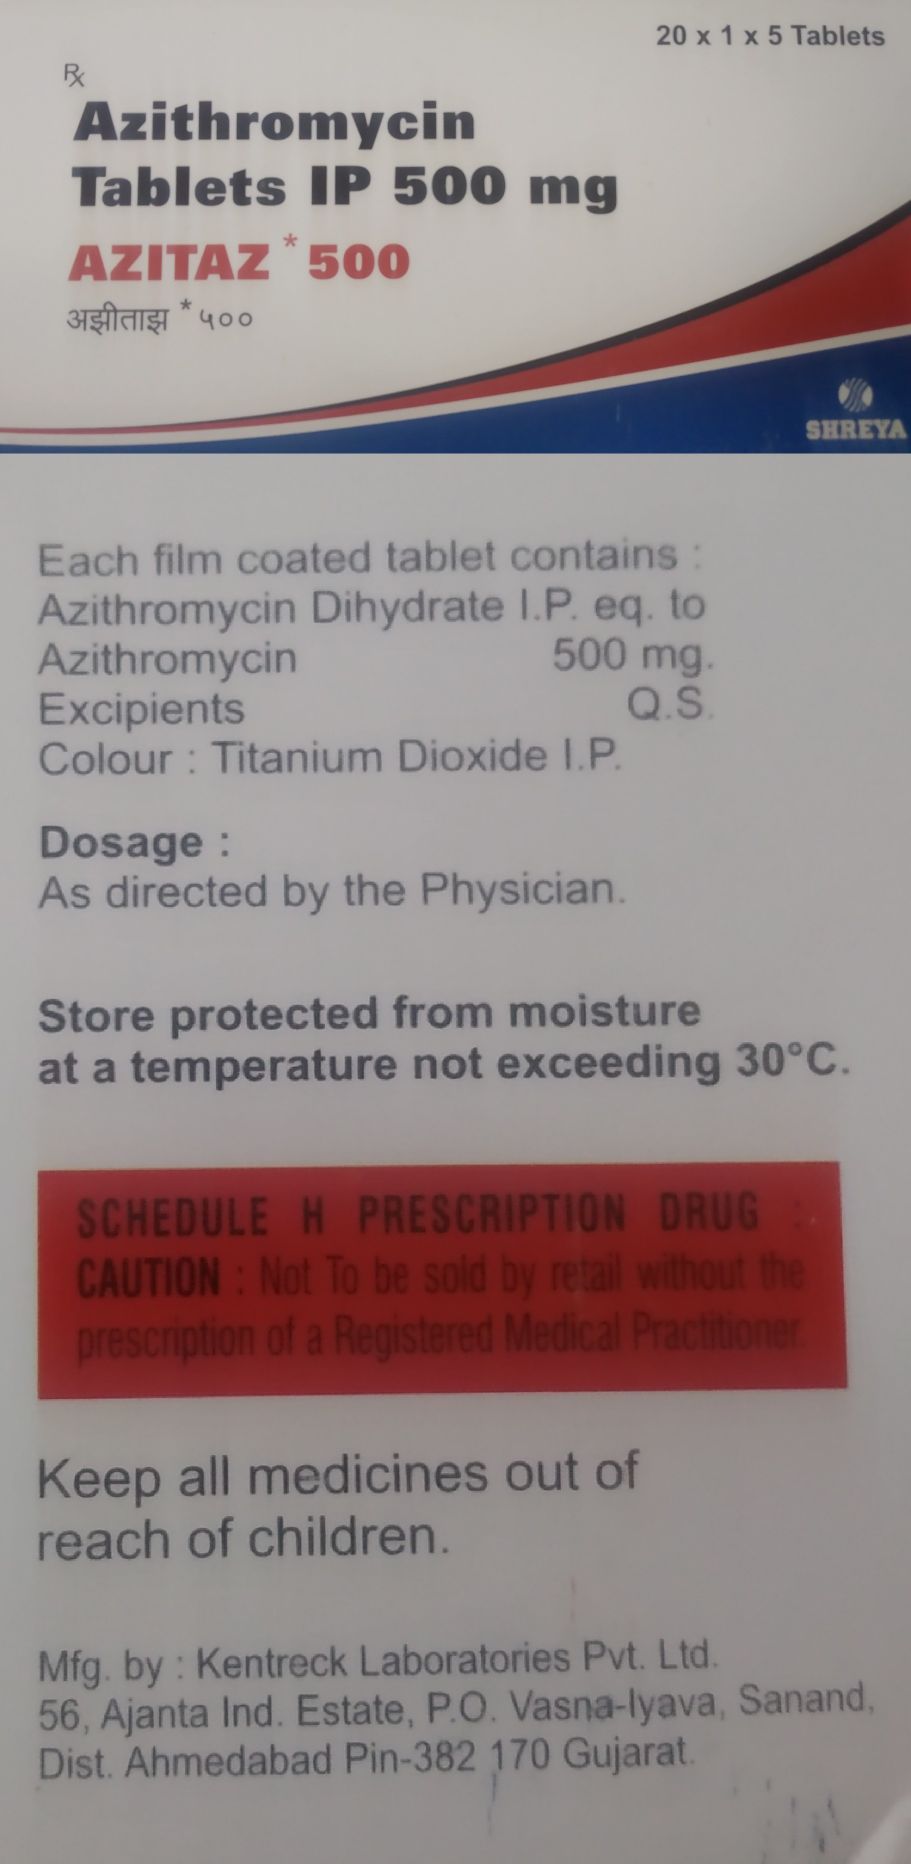 20 x 1 x 5 Tablets
℞
Azithromycin
Tablets IP 500 mg
AZITAZ * 500
अझीताझ * ५००
SHREYA
Each film coated tablet contains :
Azithromycin Dihydrate I.P. eq. to
Azithromycin 500 mg.
Excipients Q.S.
Colour : Titanium Dioxide I.P.
Dosage :
As directed by the Physician.
Store protected from moisture
at a temperature not exceeding 30°C.
SCHEDULE H PRESCRIPTION DRUG :
CAUTION : Not To be sold by retail without the
prescription of a Registered Medical Practitioner.
Keep all medicines out of
reach of children.
Mfg. by : Kentreck Laboratories Pvt. Ltd.
56, Ajanta Ind. Estate, P.O. Vasna-Iyava, Sanand,
Dist. Ahmedabad Pin-382 170 Gujarat.